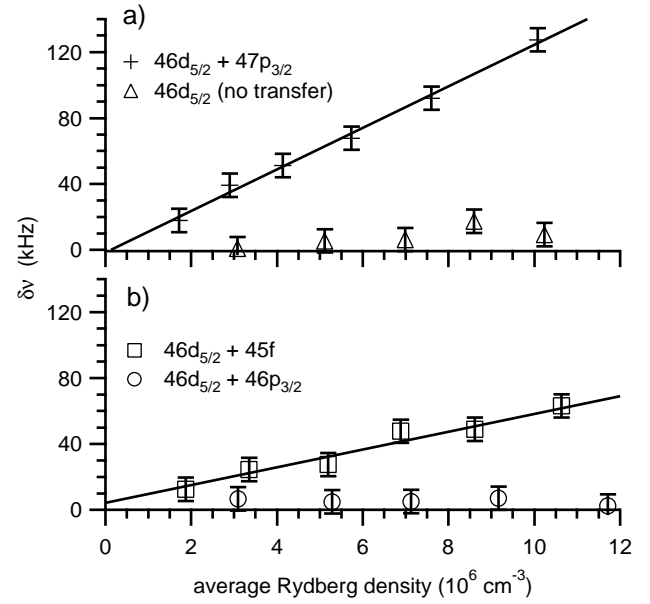 a)
46d5/2 + 47p3/2
46d5/2 (no transfer)
120
80
40
0
δν (kHz)
b)
46d5/2 + 45f
46d5/2 + 46p3/2
120
80
40
0
0 2 4 6 8 10 12
average Rydberg density (10^6 cm^-3)